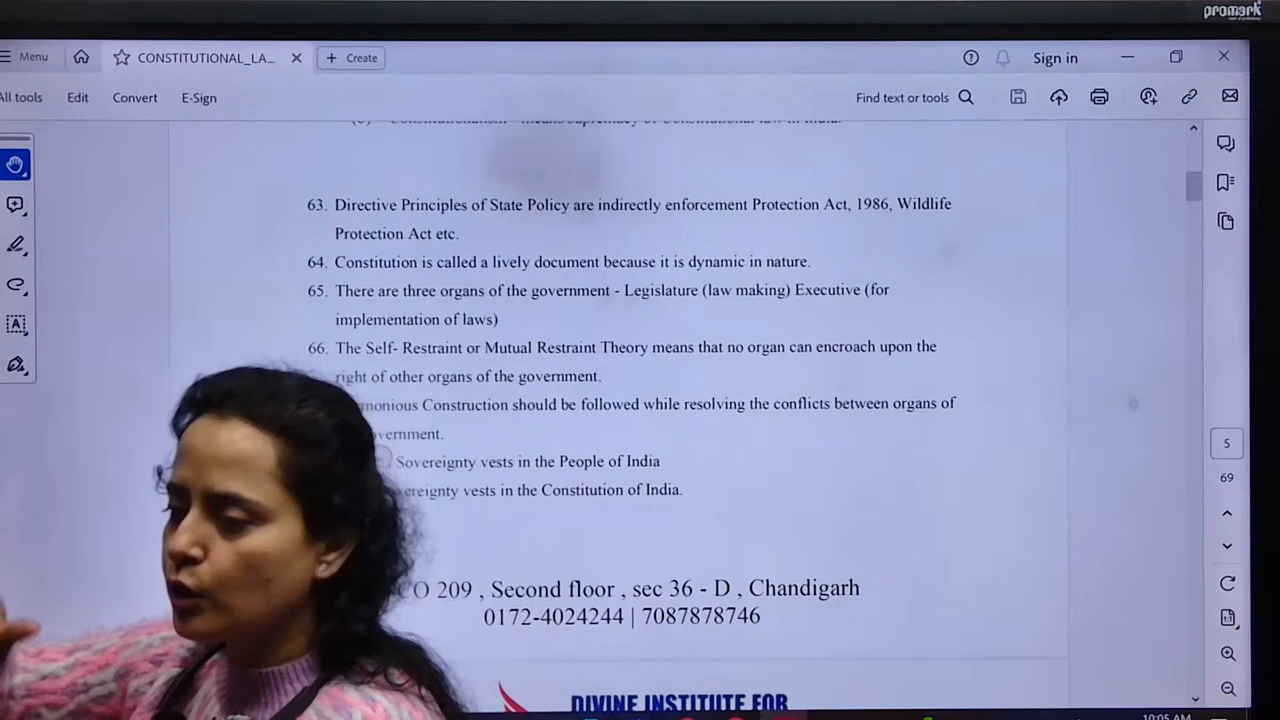 promark
Menu
CONSTITUTIONAL_LA...
+ Create
Sign in
All tools
Edit
Convert
E-Sign
Find text or tools
63. Directive Principles of State Policy are indirectly enforcement Protection Act, 1986, Wildlife
Protection Act etc.
64. Constitution is called a lively document because it is dynamic in nature.
65. There are three organs of the government - Legislature (law making) Executive (for
implementation of laws)
66. The Self- Restraint or Mutual Restraint Theory means that no organ can encroach upon the
right of other organs of the government.
monious Construction should be followed while resolving the conflicts between organs of
vernment.
Sovereignty vests in the People of India
ereignty vests in the Constitution of India.
CO 209 , Second floor , sec 36 - D , Chandigarh
0172-4024244 | 7087878746
DIVINE INSTITUTE FOR
5
69
10:05 AM